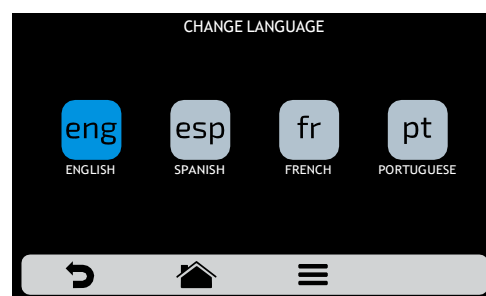 CHANGE LANGUAGE
eng esp fr pt
ENGLISH SPANISH FRENCH PORTUGUESE